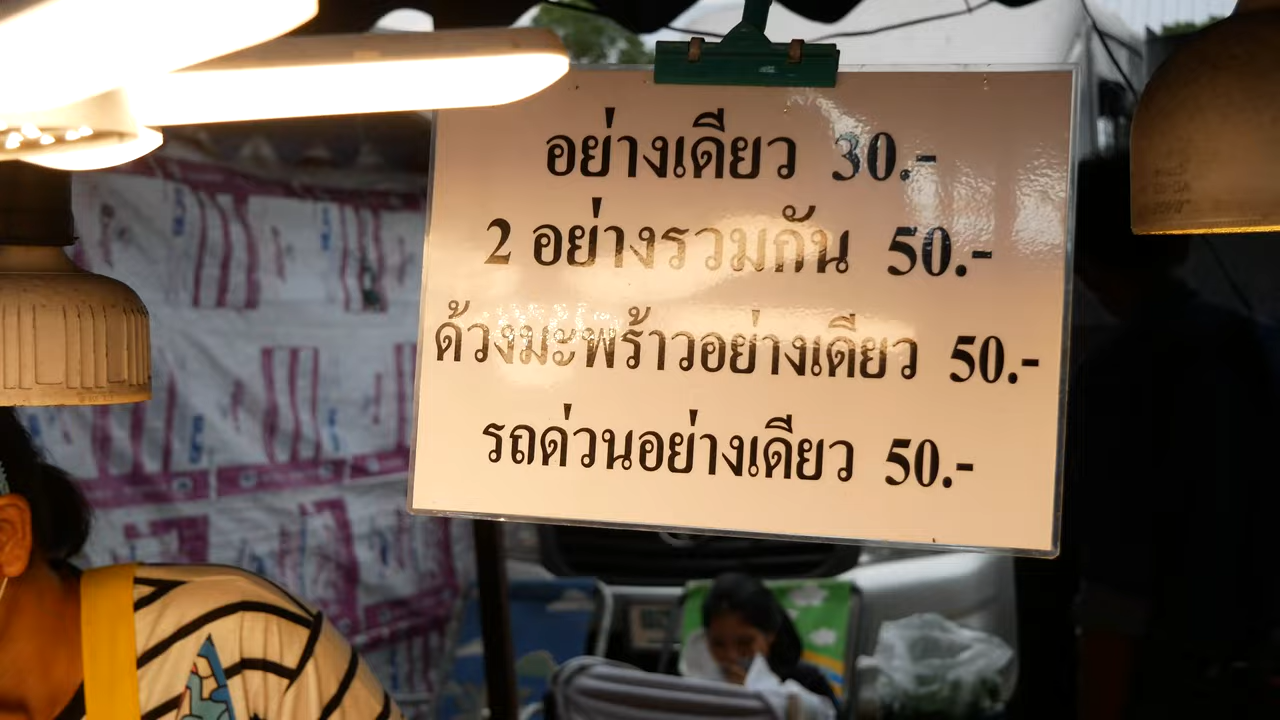 อย่างเดียว 30.-
2 อย่างรวมกัน 50.-
ด้วงมะพร้าวอย่างเดียว 50.-
รถด่วนอย่างเดียว 50.-